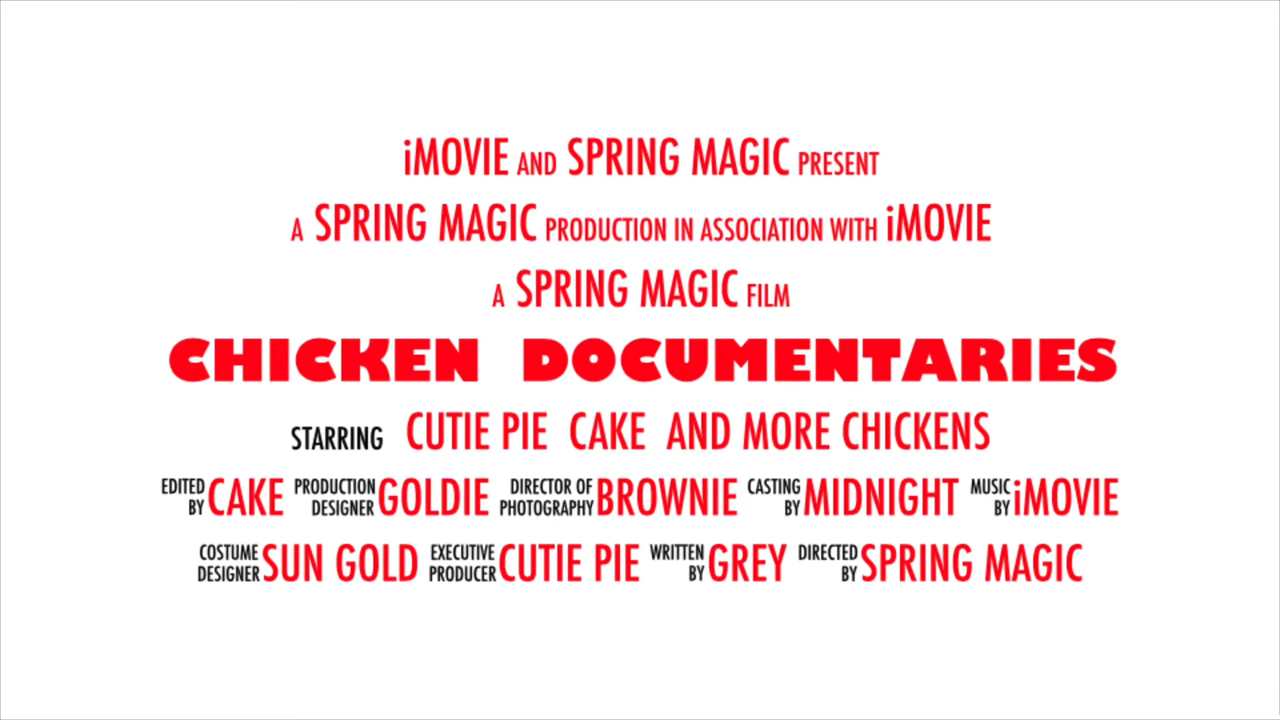 iMOVIE AND SPRING MAGIC PRESENT
A SPRING MAGIC PRODUCTION IN ASSOCIATION WITH iMOVIE
A SPRING MAGIC FILM
CHICKEN DOCUMENTARIES
STARRING CUTIE PIE CAKE AND MORE CHICKENS
EDITED BY CAKE PRODUCTION DESIGNER GOLDIE DIRECTOR OF PHOTOGRAPHY BROWNIE CASTING BY MIDNIGHT MUSIC BY iMOVIE
COSTUME DESIGNER SUN GOLD EXECUTIVE PRODUCER CUTIE PIE WRITTEN BY GREY DIRECTED BY SPRING MAGIC